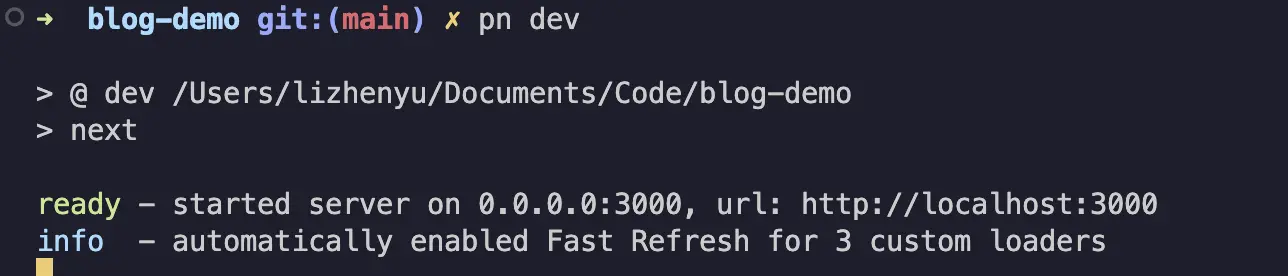 ➜ blog-demo git:(main) ✗ pn dev
> @ dev /Users/lizhenyu/Documents/Code/blog-demo
> next
ready - started server on 0.0.0.0:3000, url: http://localhost:3000
info  - automatically enabled Fast Refresh for 3 custom loaders